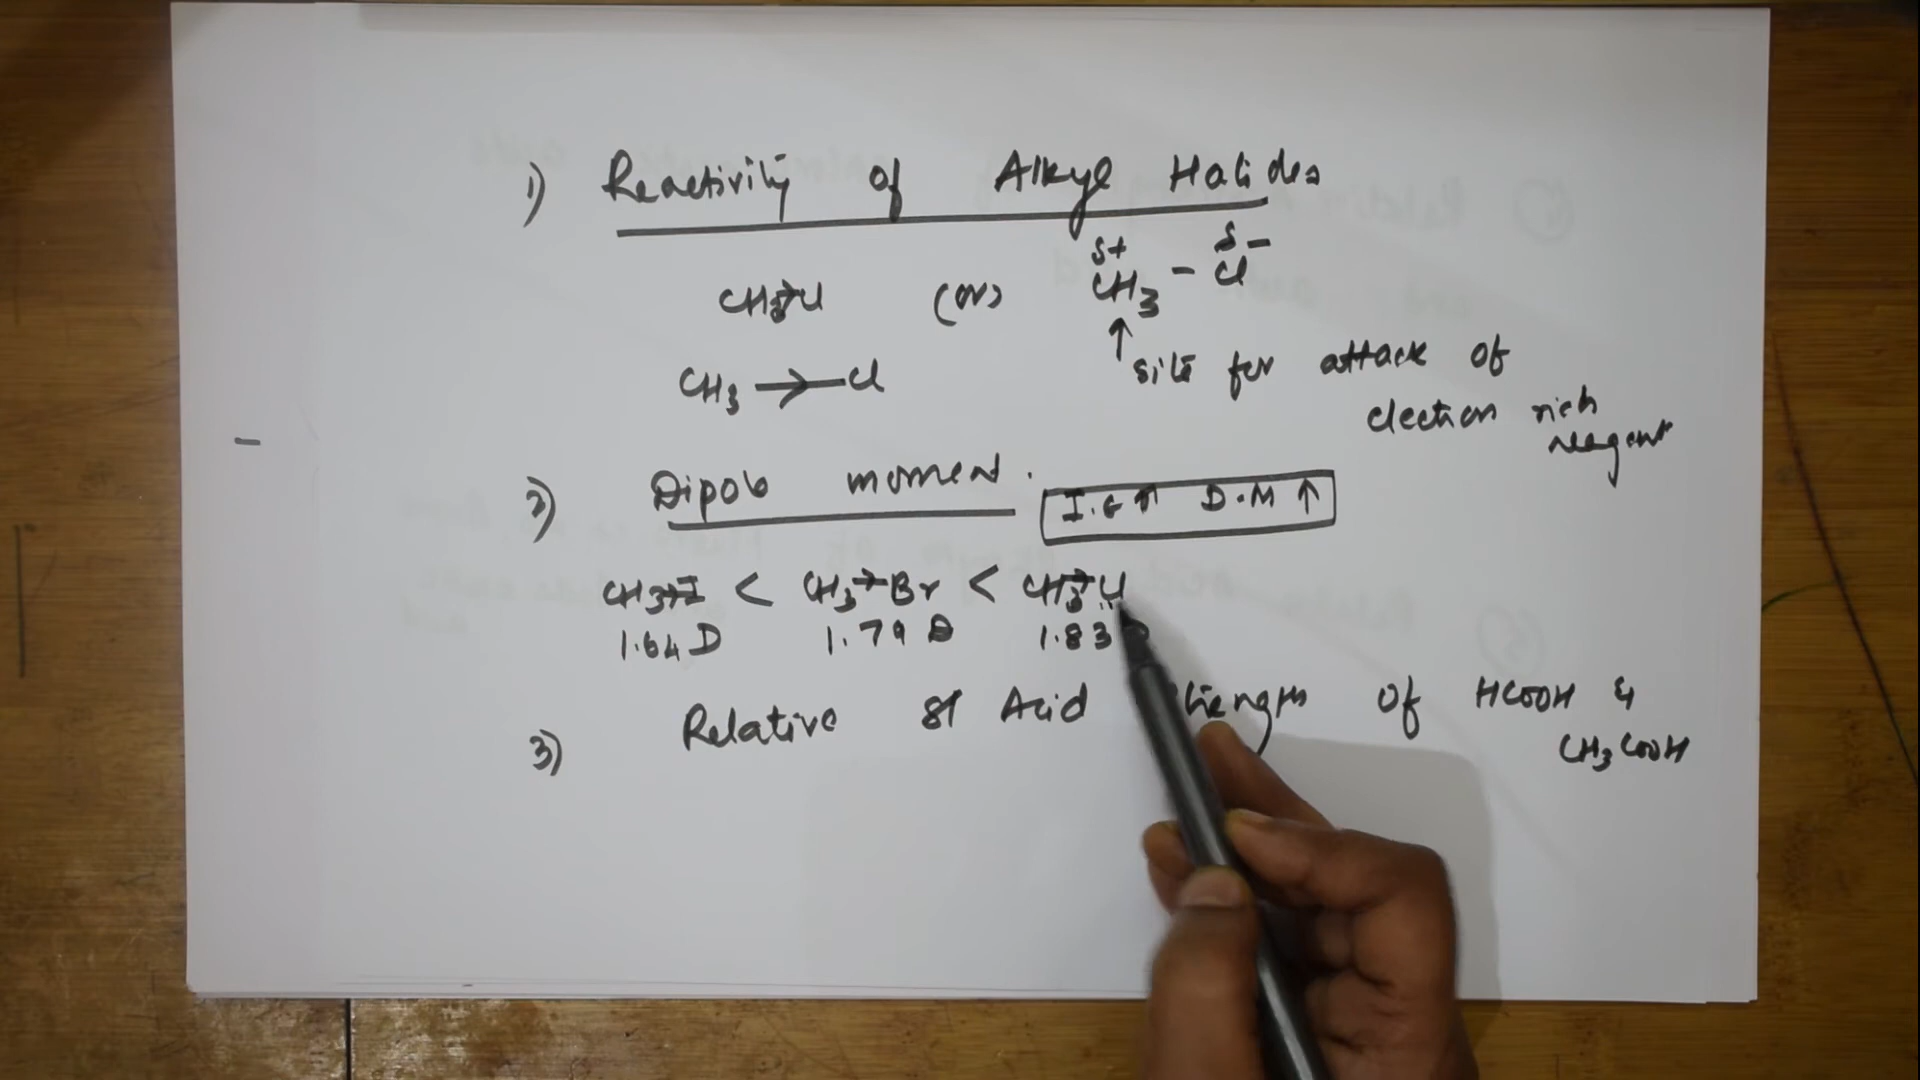 1) Reactivity of Alkyl Halides
δ+ δ-
CH3→Cl (or) CH3 - Cl
↑
CH3 →— Cl site for attack of
electron rich
reagent
2) Dipole moment. I.E↑ D.M ↑
CH3→I < CH3→Br < CH3→Cl
1.64 D 1.79 D 1.83
3) Relative st Acid Strength of HCOOH &
CH3COOH